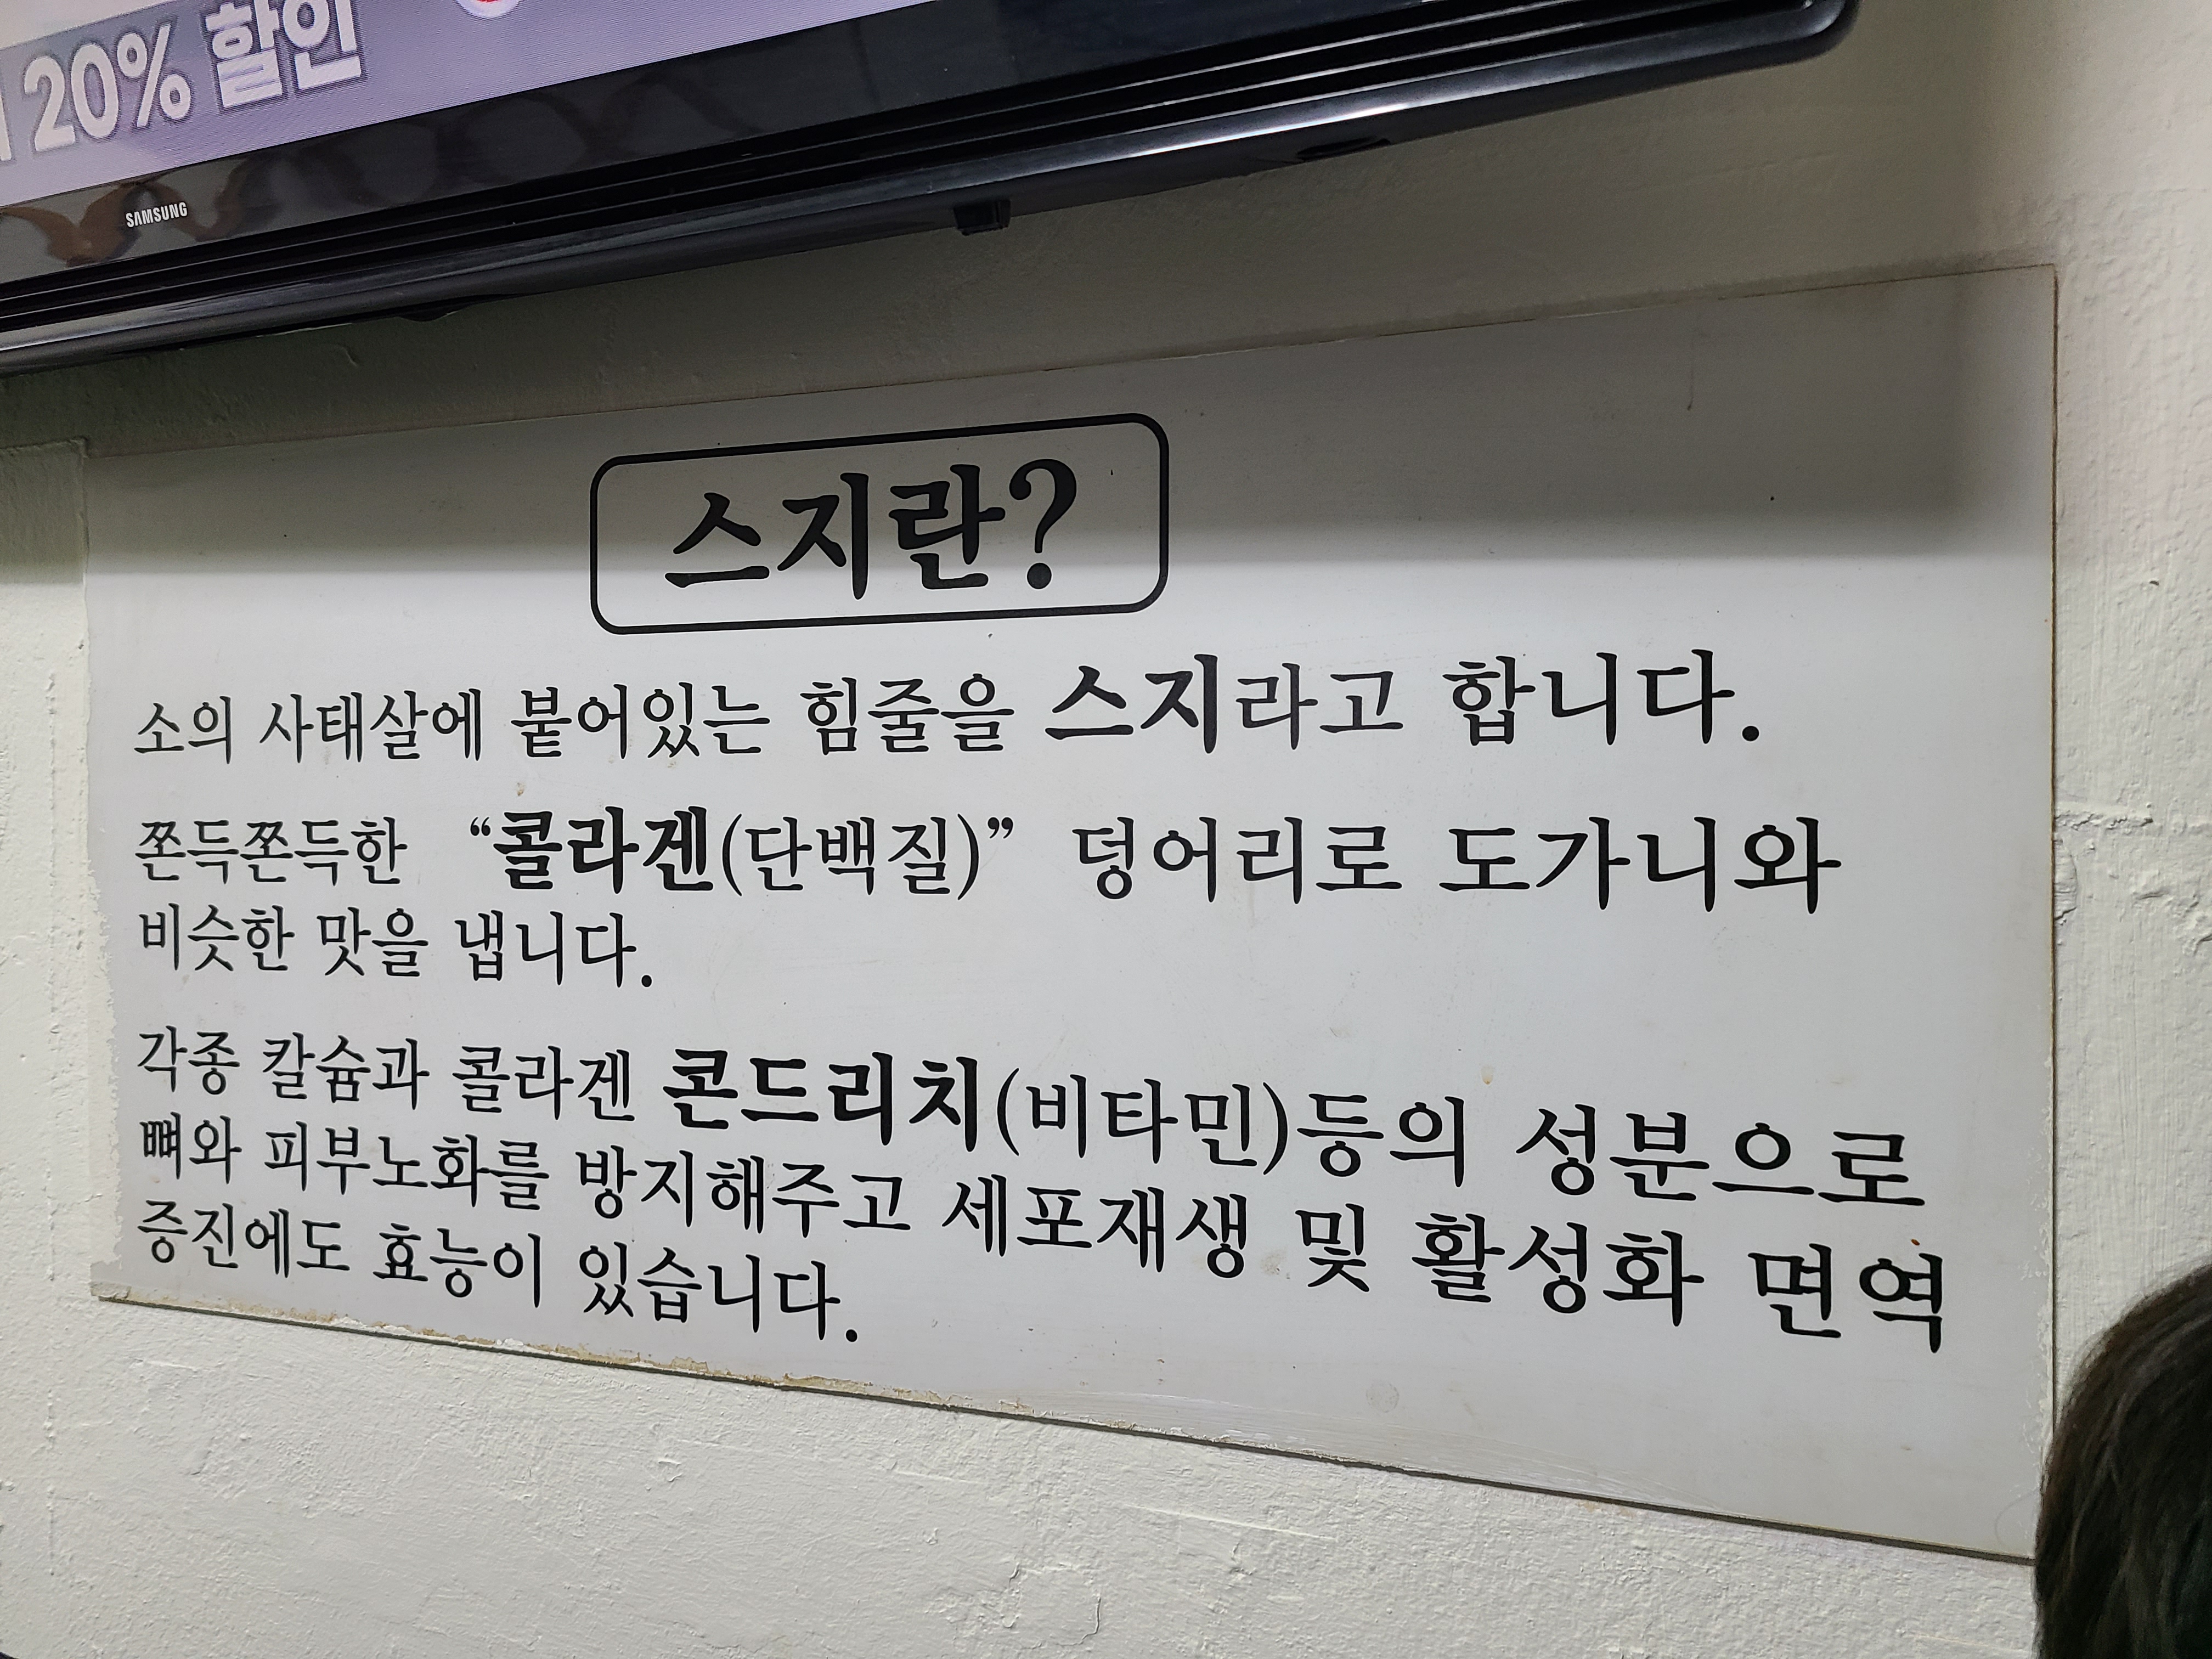 20% 할인
SAMSUNG
스지란?
소의 사태살에 붙어있는 힘줄을 스지라고 합니다.
쫀득쫀득한 “콜라겐(단백질)” 덩어리로 도가니와
비슷한 맛을 냅니다.
각종 칼슘과 콜라겐 콘드리치(비타민)등의 성분으로
뼈와 피부노화를 방지해주고 세포재생 및 활성화 면역
증진에도 효능이 있습니다.